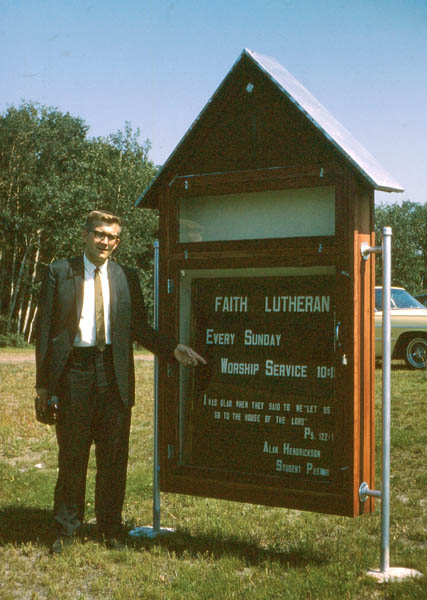 FAITH LUTHERAN
EVERY SUNDAY
WORSHIP SERVICE
I WAS GLAD WHEN THEY SAID TO ME "LET US
GO TO THE HOUSE OF THE LORD"
PS. 122:1
ALAN HENDRICKSON
STUDENT PASTOR